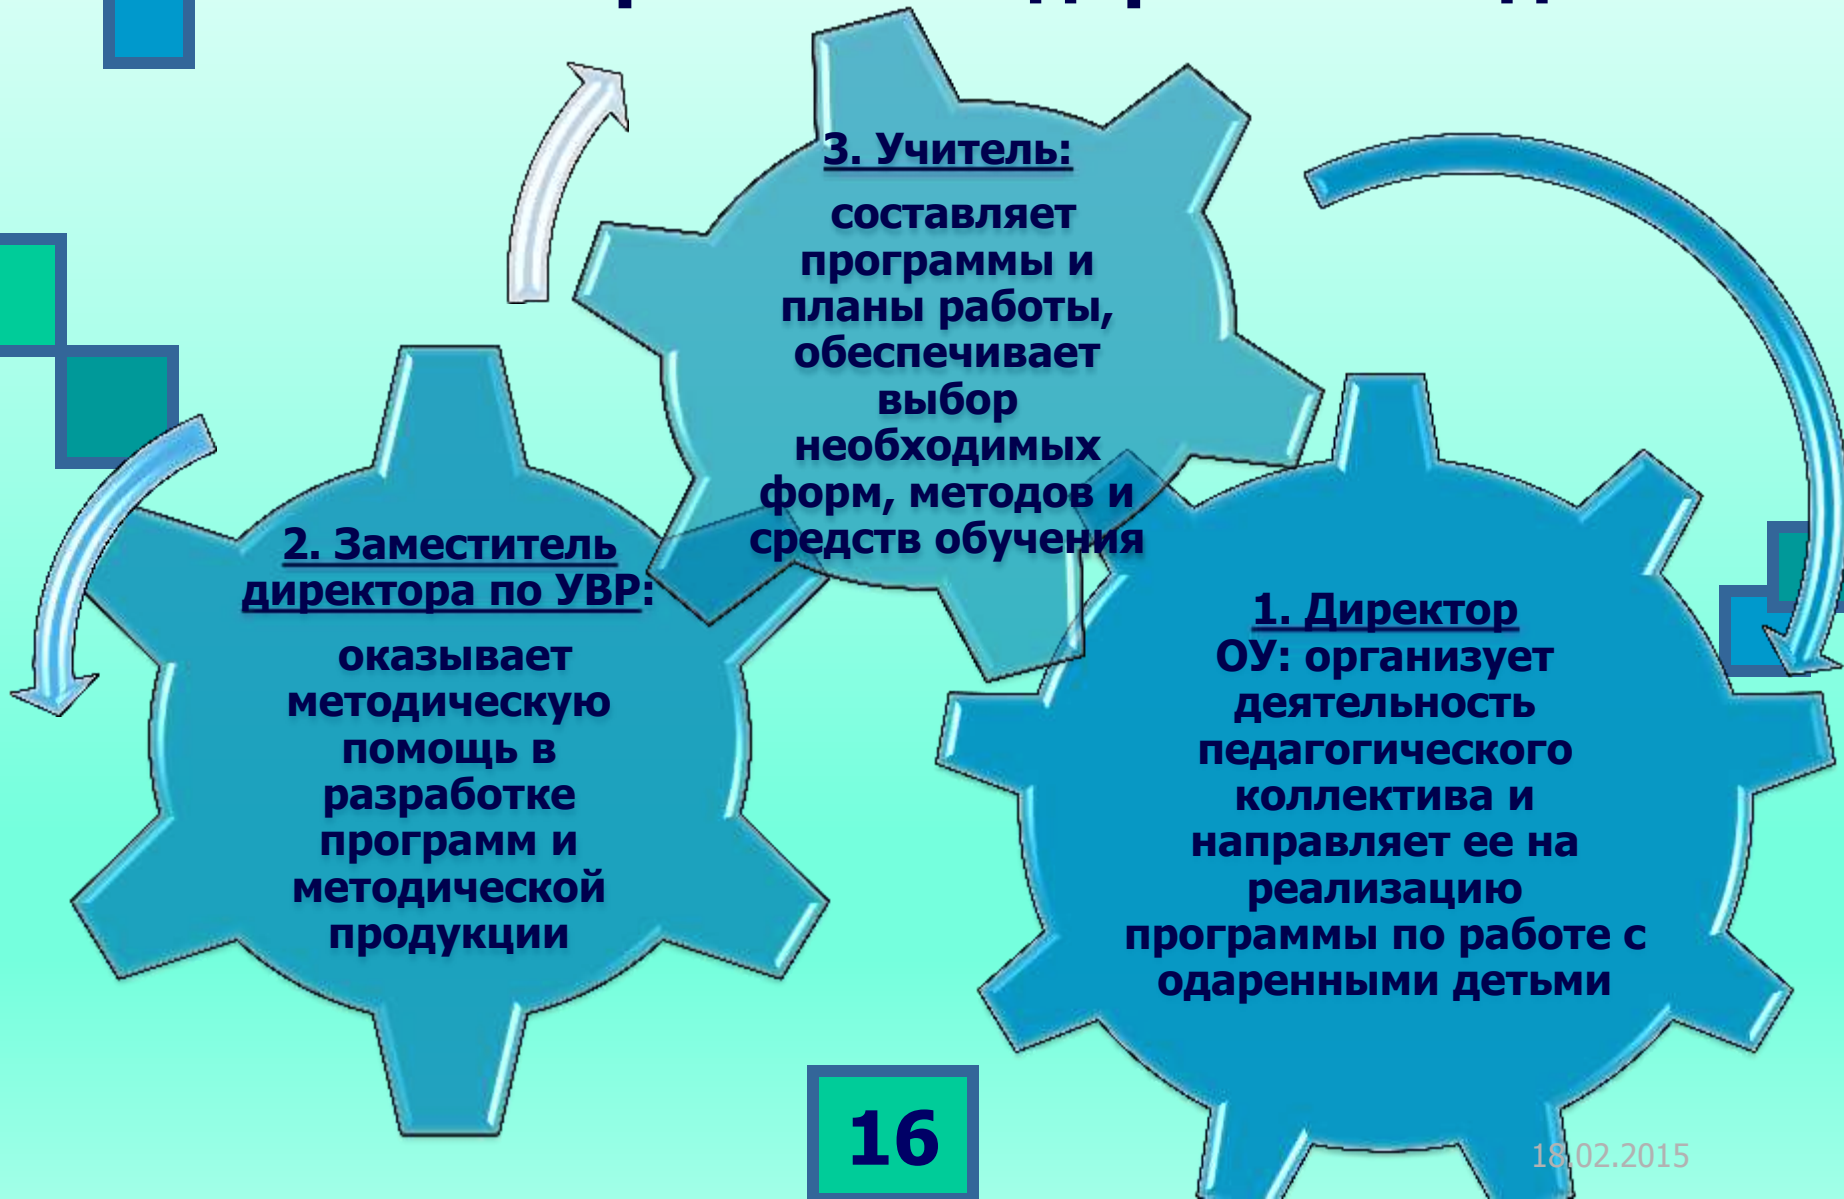 3. Учитель:
составляет
программы и
планы работы,
обеспечивает
выбор
необходимых
форм, методов и
средств обучения
2. Заместитель
директора по УВР:
оказывает
методическую
помощь в
разработке
программ и
методической
продукции
1. Директор
ОУ: организует
деятельность
педагогического
коллектива и
направляет ее на
реализацию
программы по работе с
одаренными детьми
16
18.02.2015